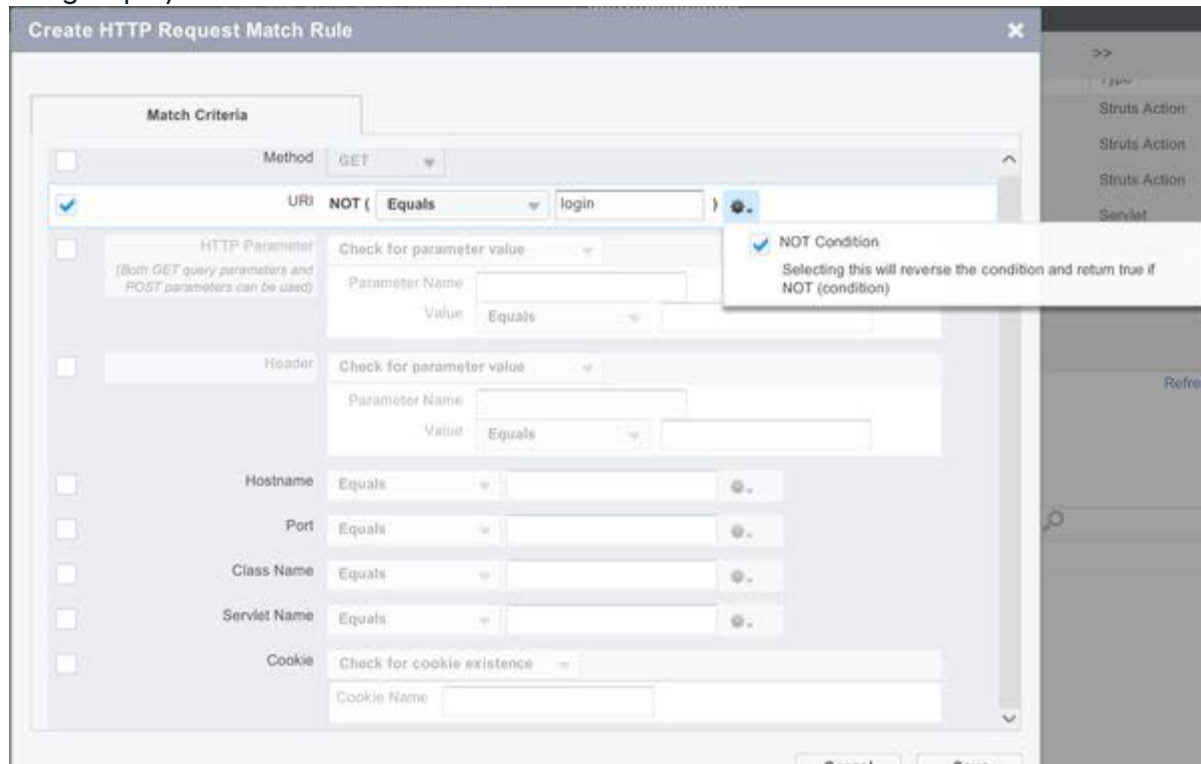 Create HTTP Request Match Rule
>>
Match Criteria
Struts Action
Struts Action
Struts Action
Servlet
Method GET
URI NOT ( Equals login )
NOT Condition
Selecting this will reverse the condition and return true if
NOT (condition)
HTTP Parameter Check for parameter value
(Both GET query parameters and
POST parameters can be used)
Parameter Name
Value Equals
Header Check for parameter value
Parameter Name
Value Equals
Refre
Hostname Equals
Port Equals
Class Name Equals
Servlet Name Equals
Cookie Check for cookie existence
Cookie Name